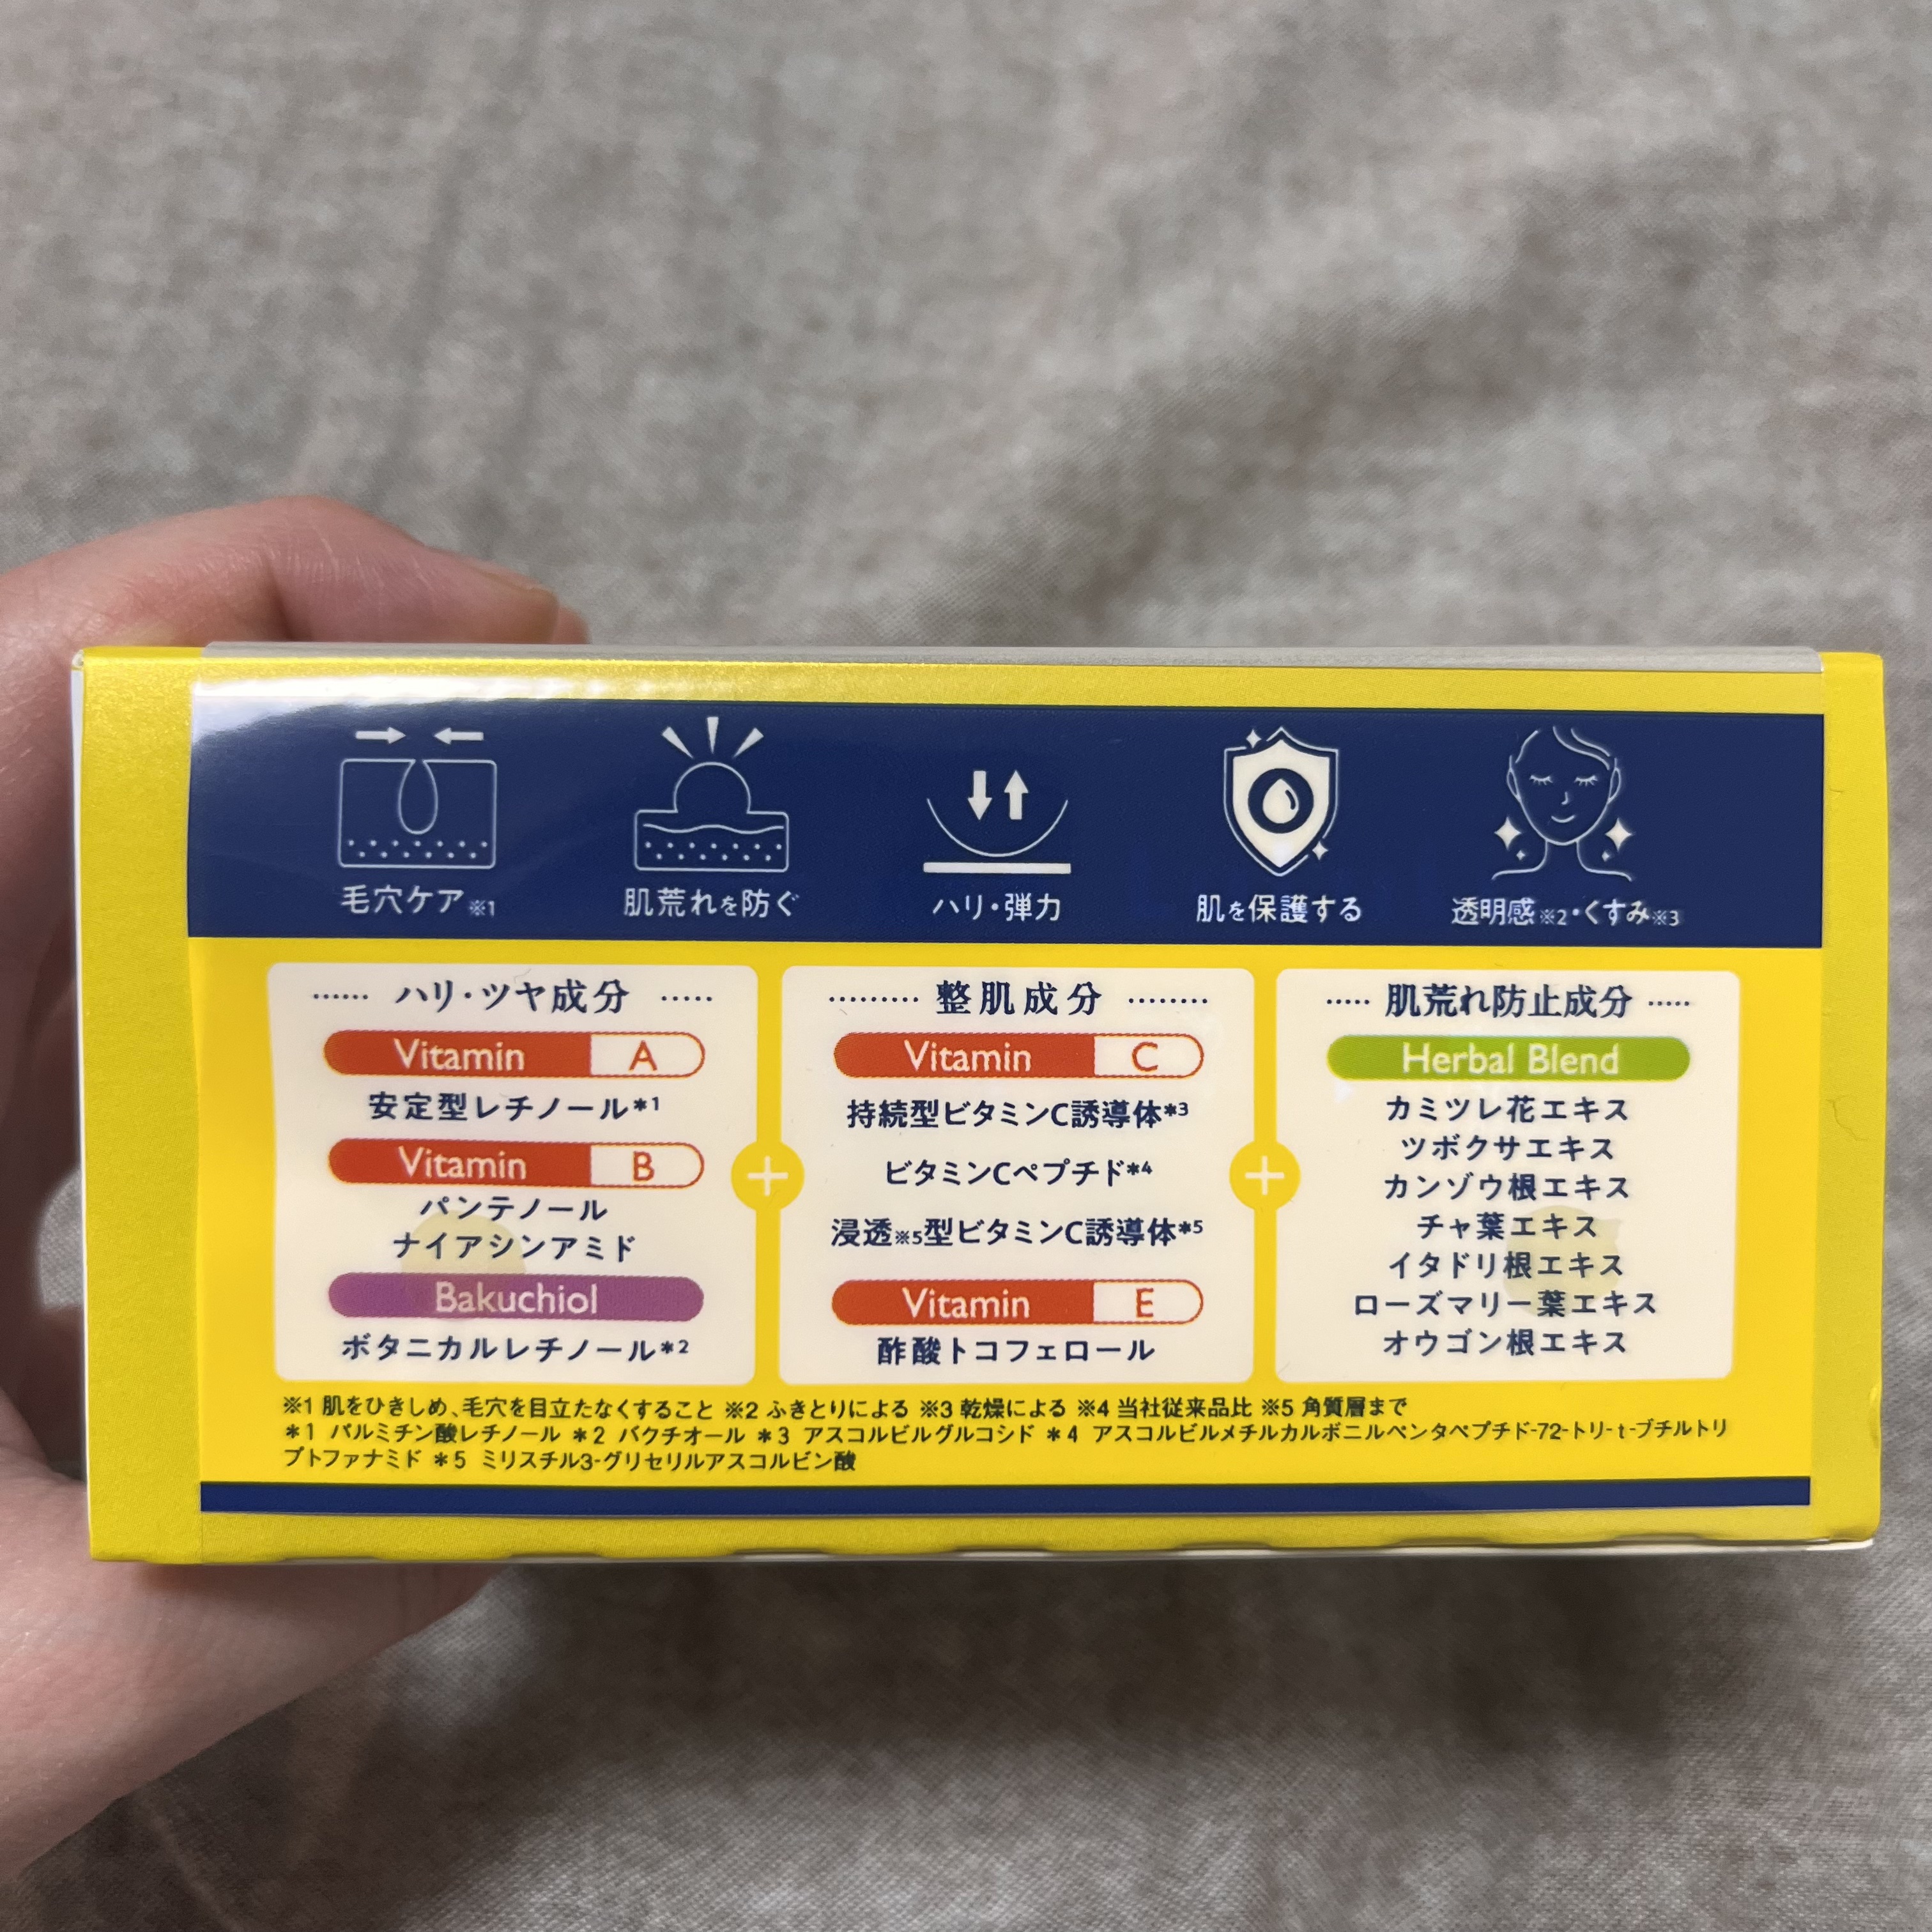 毛穴ケア※1
肌荒れを防ぐ
ハリ・弾力
肌を保護する
透明感※2・くすみ※3
ハリ・ツヤ成分
Vitamin A
安定型レチノール*1
Vitamin B
パンテノール
ナイアシンアミド
Bakuchiol
ボタニカルレチノール*2
+
整肌成分
Vitamin C
持続型ビタミンC誘導体*3
ビタミンCペプチド*4
浸透※5型ビタミンC誘導体*5
Vitamin E
酢酸トコフェロール
+
肌荒れ防止成分
Herbal Blend
カミツレ花エキス
ツボクサエキス
カンゾウ根エキス
チャ葉エキス
イタドリ根エキス
ローズマリー葉エキス
オウゴン根エキス
※1 肌をひきしめ、毛穴を目立たなくすること ※2 ふきとりによる ※3 乾燥による ※4 当社従来品比 ※5 角質層まで
*1 パルミチン酸レチノール *2 バクチオール *3 アスコルビルグルコシド *4 アスコルビルメチルカルボニルペンタペプチド-72-トリ-t-ブチルトリ
プトファナミド *5 ミリスチル3-グリセリルアスコルビン酸